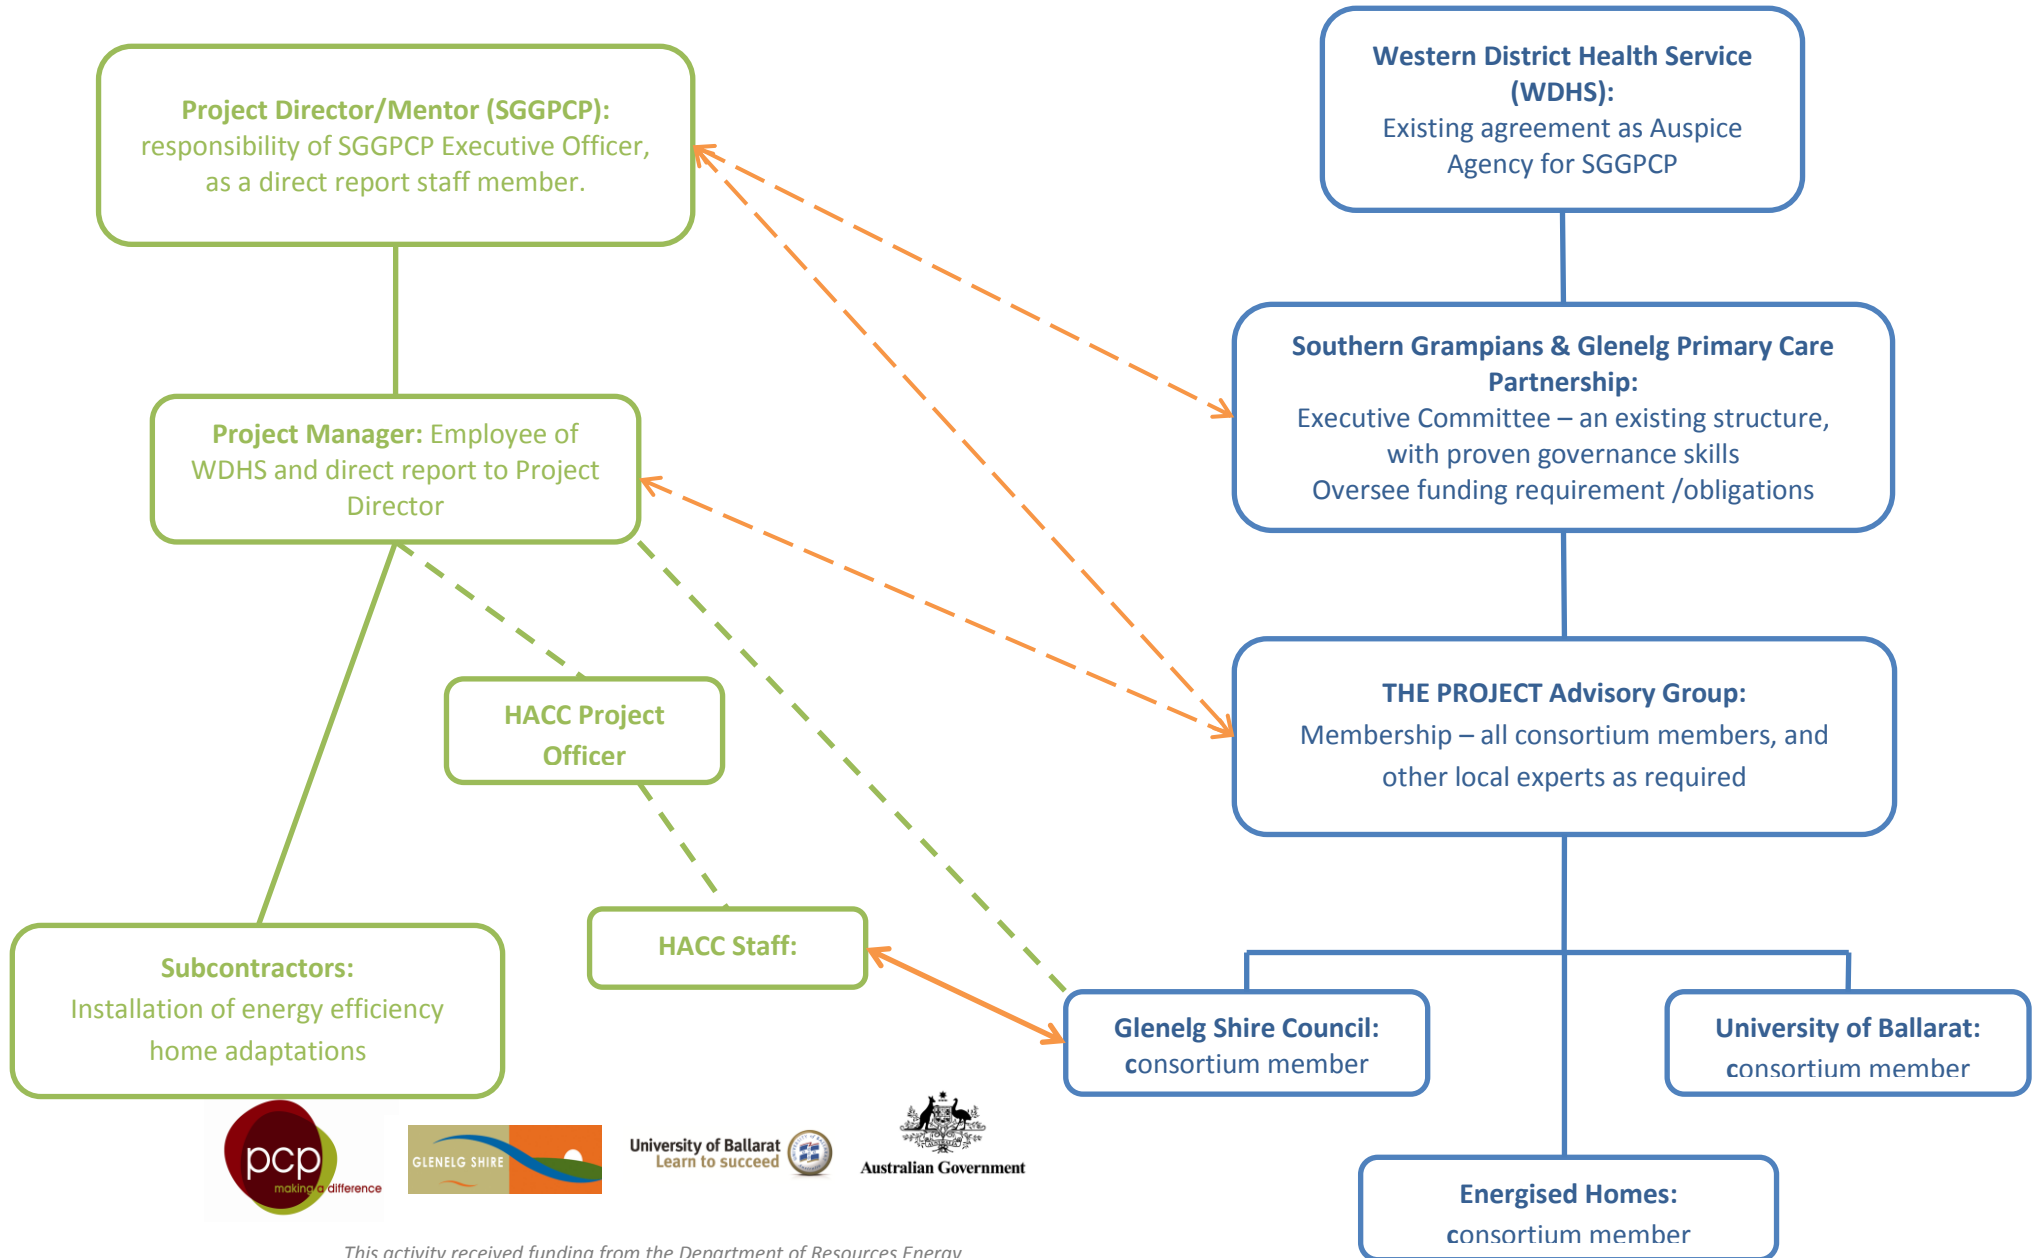 Project Director/Mentor (SGGPCP):
responsibility of SGGPCP Executive Officer,
as a direct report staff member.
Western District Health Service
(WDHS):
Existing agreement as Auspice
Agency for SGGPCP
Southern Grampians & Glenelg Primary Care
Partnership:
Executive Committee – an existing structure,
with proven governance skills
Oversee funding requirement /obligations
Project Manager: Employee of
WDHS and direct report to Project
Director
THE PROJECT Advisory Group:
Membership – all consortium members, and
other local experts as required
HACC Project
Officer
HACC Staff:
Subcontractors:
Installation of energy efficiency
home adaptations
Glenelg Shire Council:
consortium member
University of Ballarat:
consortium member
Energised Homes:
consortium member
pcp
making a difference
GLENELG SHIRE
University of Ballarat
Learn to succeed
Australian Government
This activity received funding from the Department of Resources Energy